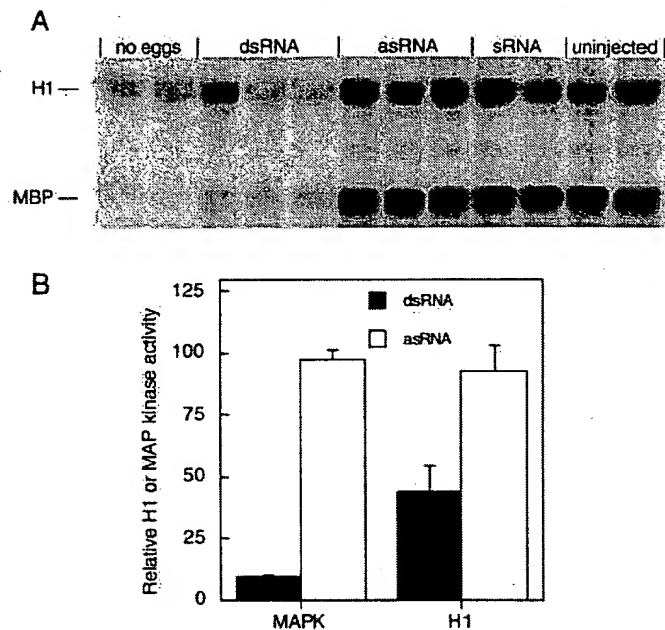 A
no eggs dsRNA asRNA sRNA uninjected
H1
MBP
B
Relative H1 or MAP kinase activity
125
100
75
50
25
0
dsRNA
asRNA
MAPK H1